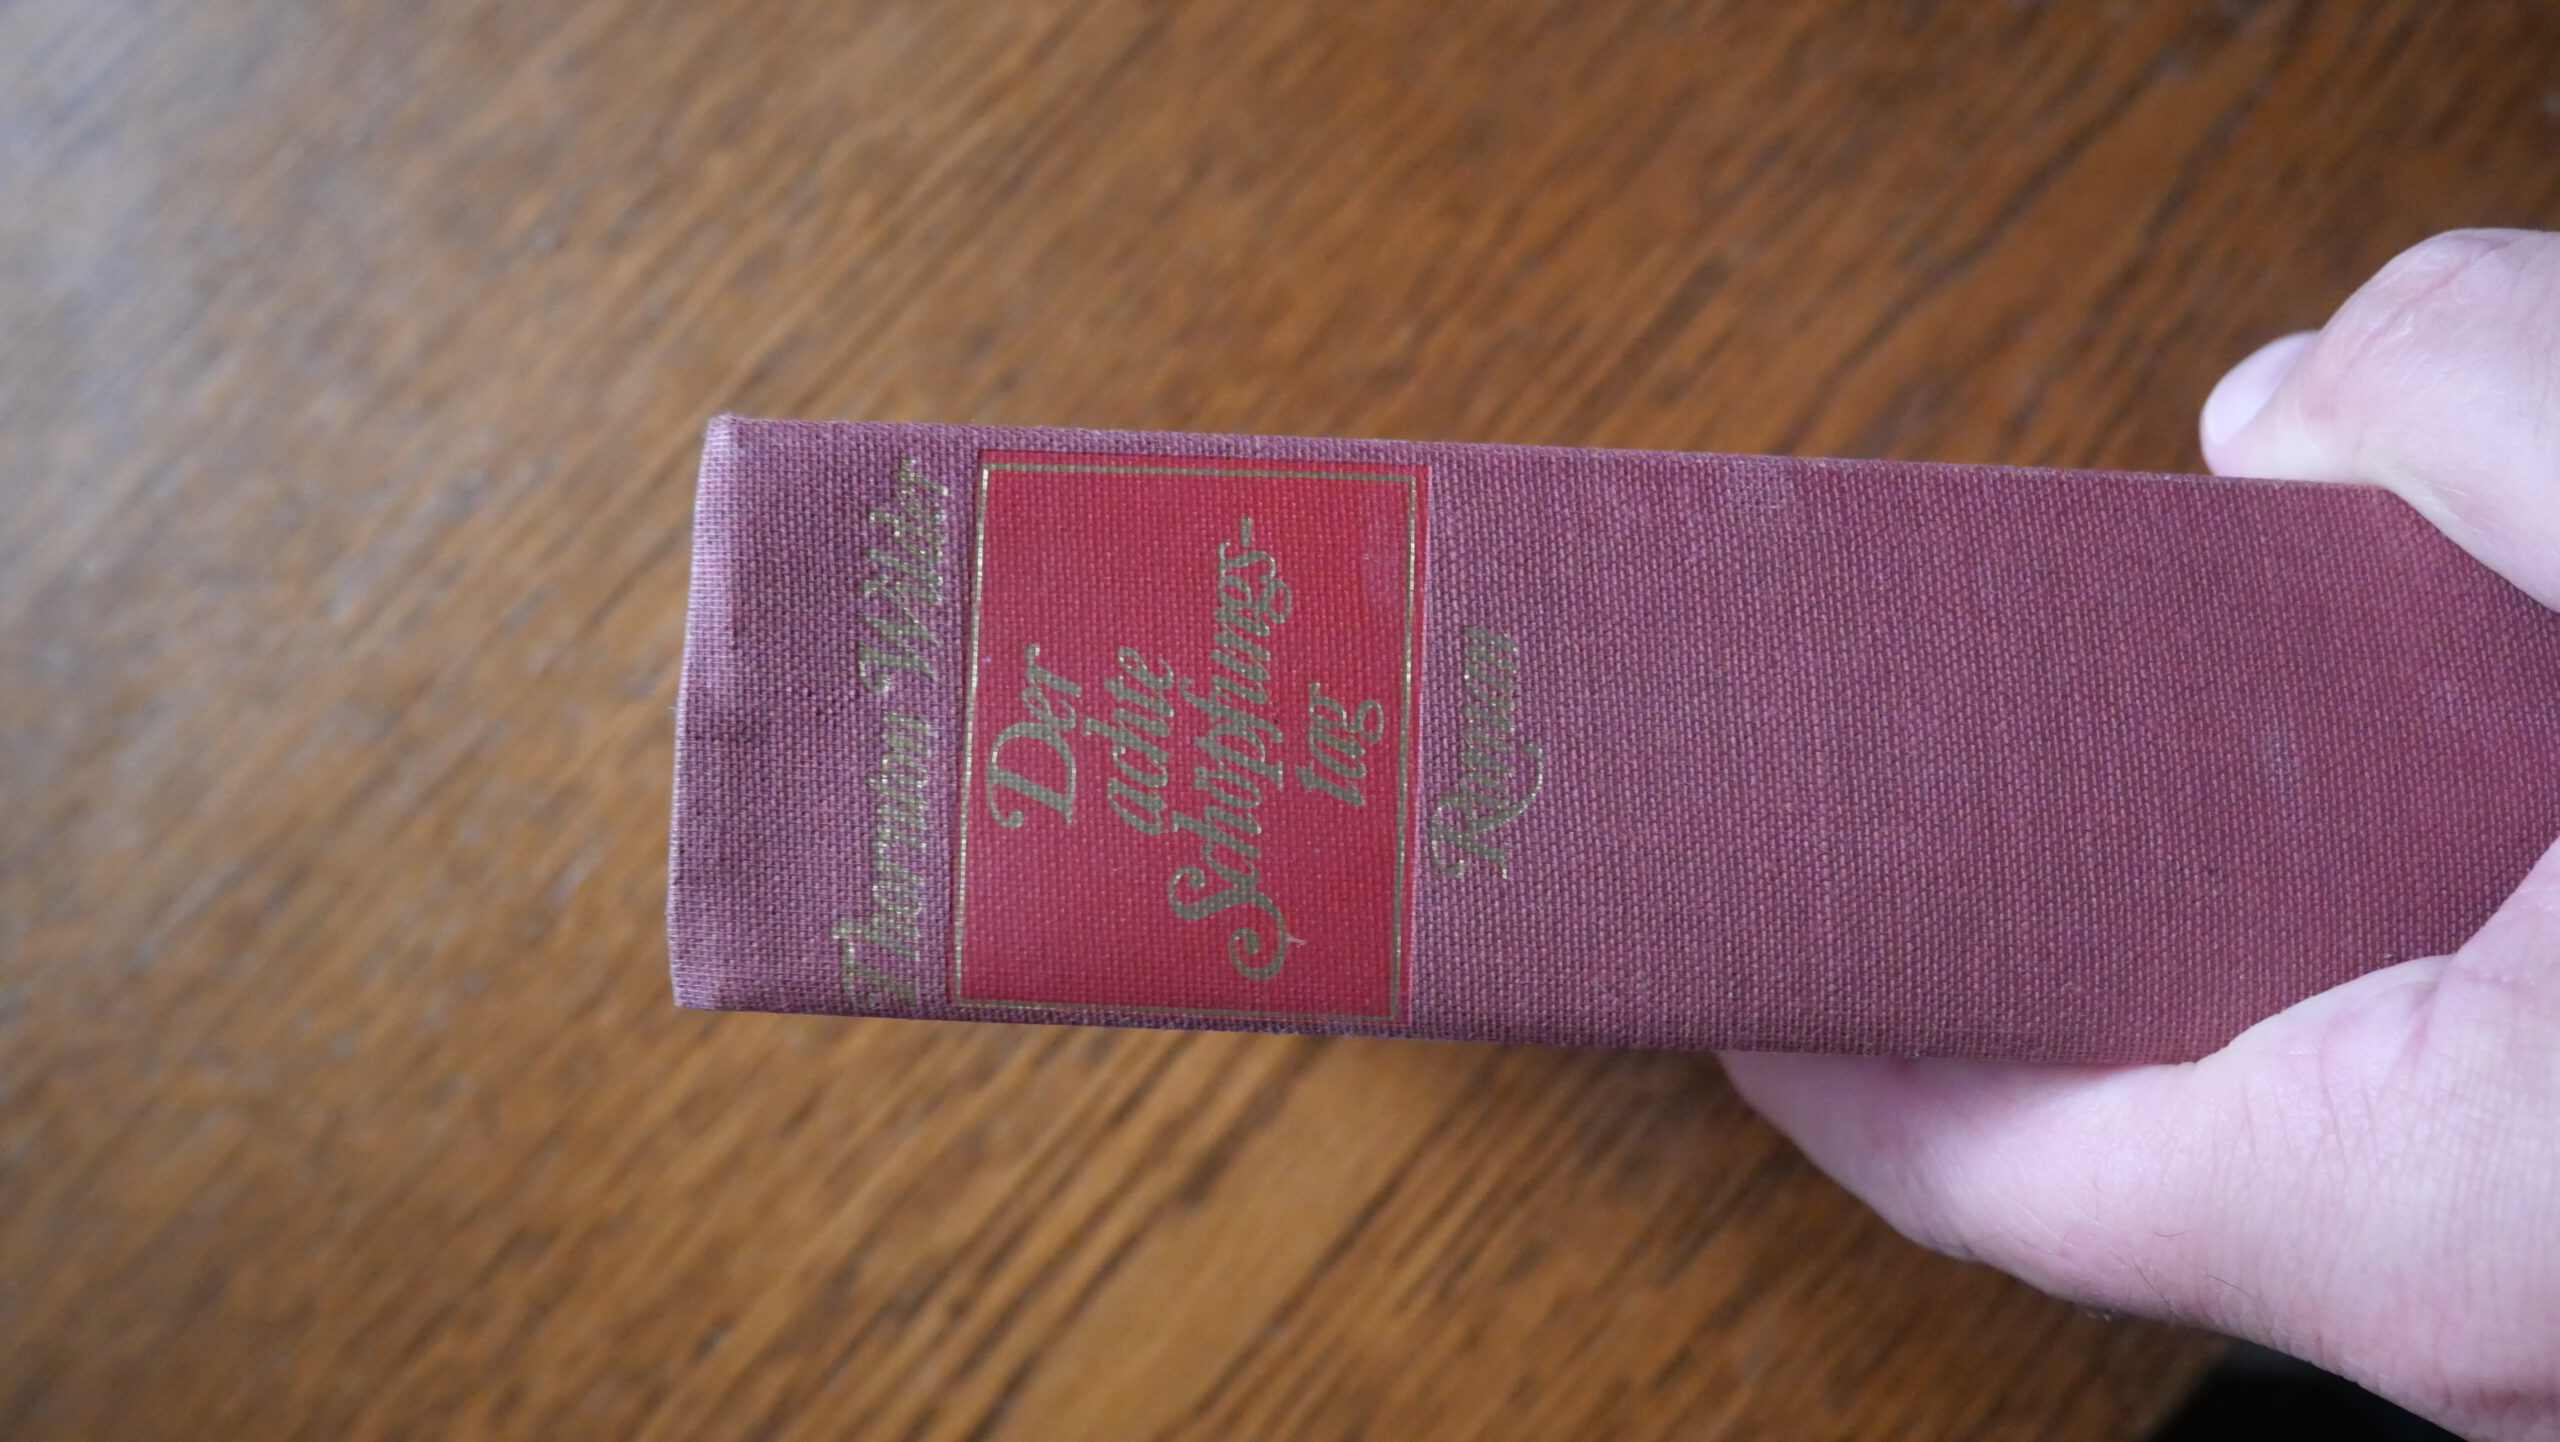 Thornton Wilder
Der
achte
Schöpfungs-
tag
Roman